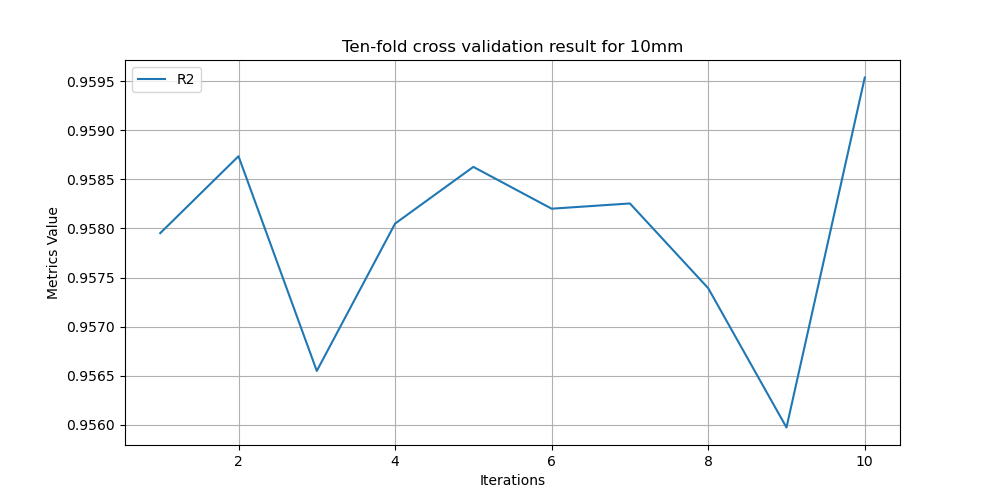 Ten-fold cross validation result for 10mm
R2
0.9595
0.9590
0.9585
0.9580
0.9575
0.9570
0.9565
0.9560
Metrics Value
2 4 6 8 10
Iterations